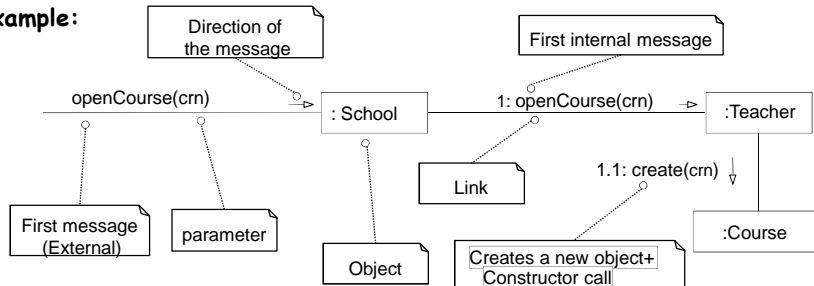 xample:
Direction of
the message
First internal message
openCourse(crn)
: School
1: openCourse(crn)
:Teacher
Link
1.1: create(crn)
First message
(External)
parameter
Object
Creates a new object+
Constructor call
:Course